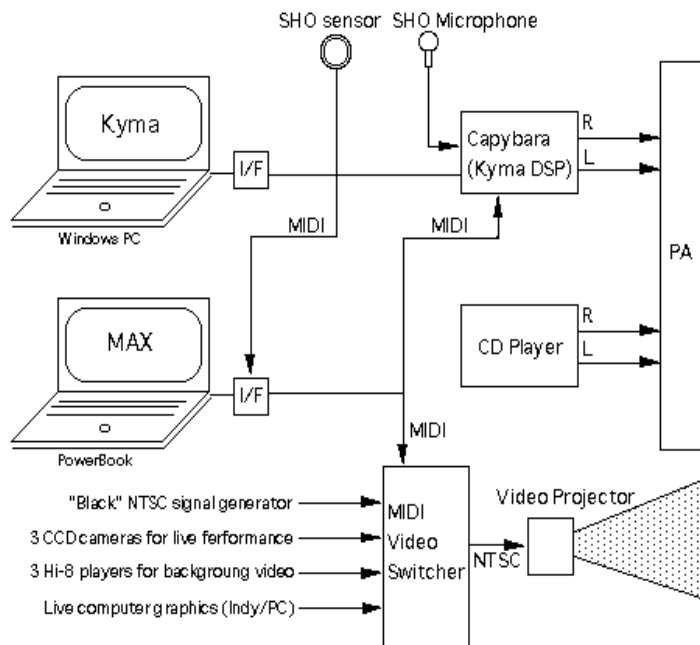 SHO sensor
SHO Microphone
Kyma
I/F
Windows PC
Capybara
(Kyma DSP)
R
L
MIDI
MIDI
PA
MAX
I/F
PowerBook
CD Player
R
L
MIDI
"Black" NTSC signal generator
3 CCD cameras for live ferformance
3 Hi-8 players for backgroung video
Live computer graphics (Indy/PC)
MIDI
Video
Switcher
NTSC
Video Projector